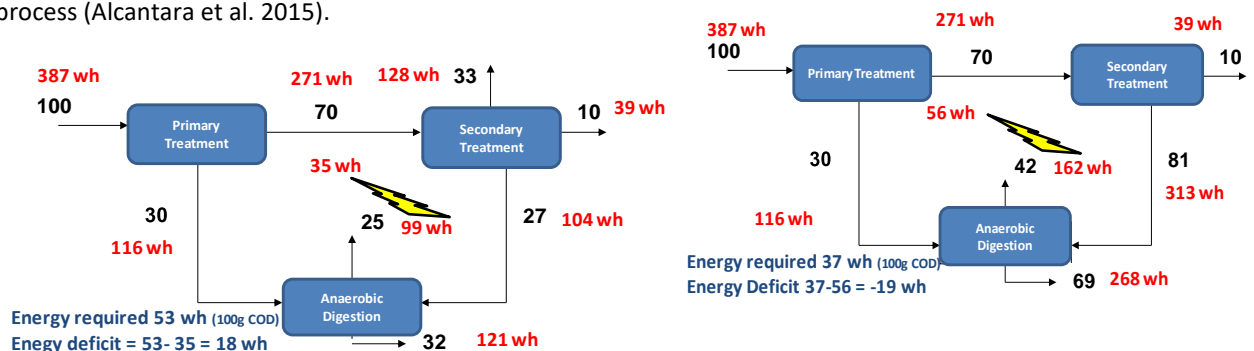 process (Alcantara et al. 2015).
387 wh
100
271 wh
70
128 wh
33
10
39 wh
Primary
Treatment
Secondary
Treatment
35 wh
30
116 wh
25
99 wh
27
104 wh
Anaerobic
Digestion
Energy required 53 wh (100g COD)
Energy deficit = 53- 35 = 18 wh
32
121 wh
387 wh
100
271 wh
70
39 wh
10
Primary Treatment
Secondary
Treatment
56 wh
30
42
162 wh
81
313 wh
116 wh
Anaerobic
Digestion
Energy required 37 wh (100g COD)
Energy Deficit 37-56 = -19 wh
69
268 wh